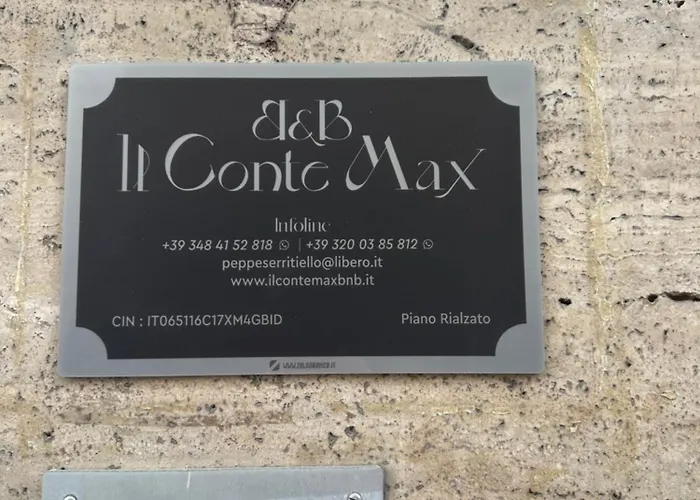 B&B
Il Conte Max
Infoline
+39 348 41 52 818 | +39 320 03 85 812
peppeserritiello@libero.it
www.ilcontemaxbnb.it
CIN : IT065116C17XM4GBID
Piano Rialzato